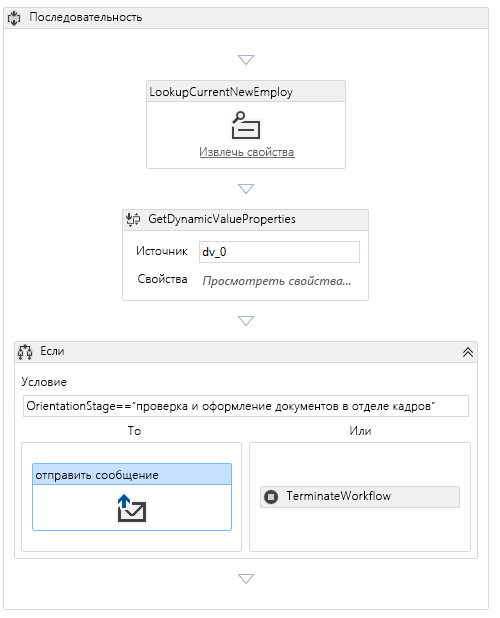 Последовательность
LookupCurrentNewEmploy
Извлечь свойства
GetDynamicValueProperties
Источник dv_0
Свойства Просмотреть свойства...
Если
Условие
OrientationStage=="проверка и оформление документов в отделе кадров"
То Или
отправить сообщение
TerminateWorkflow